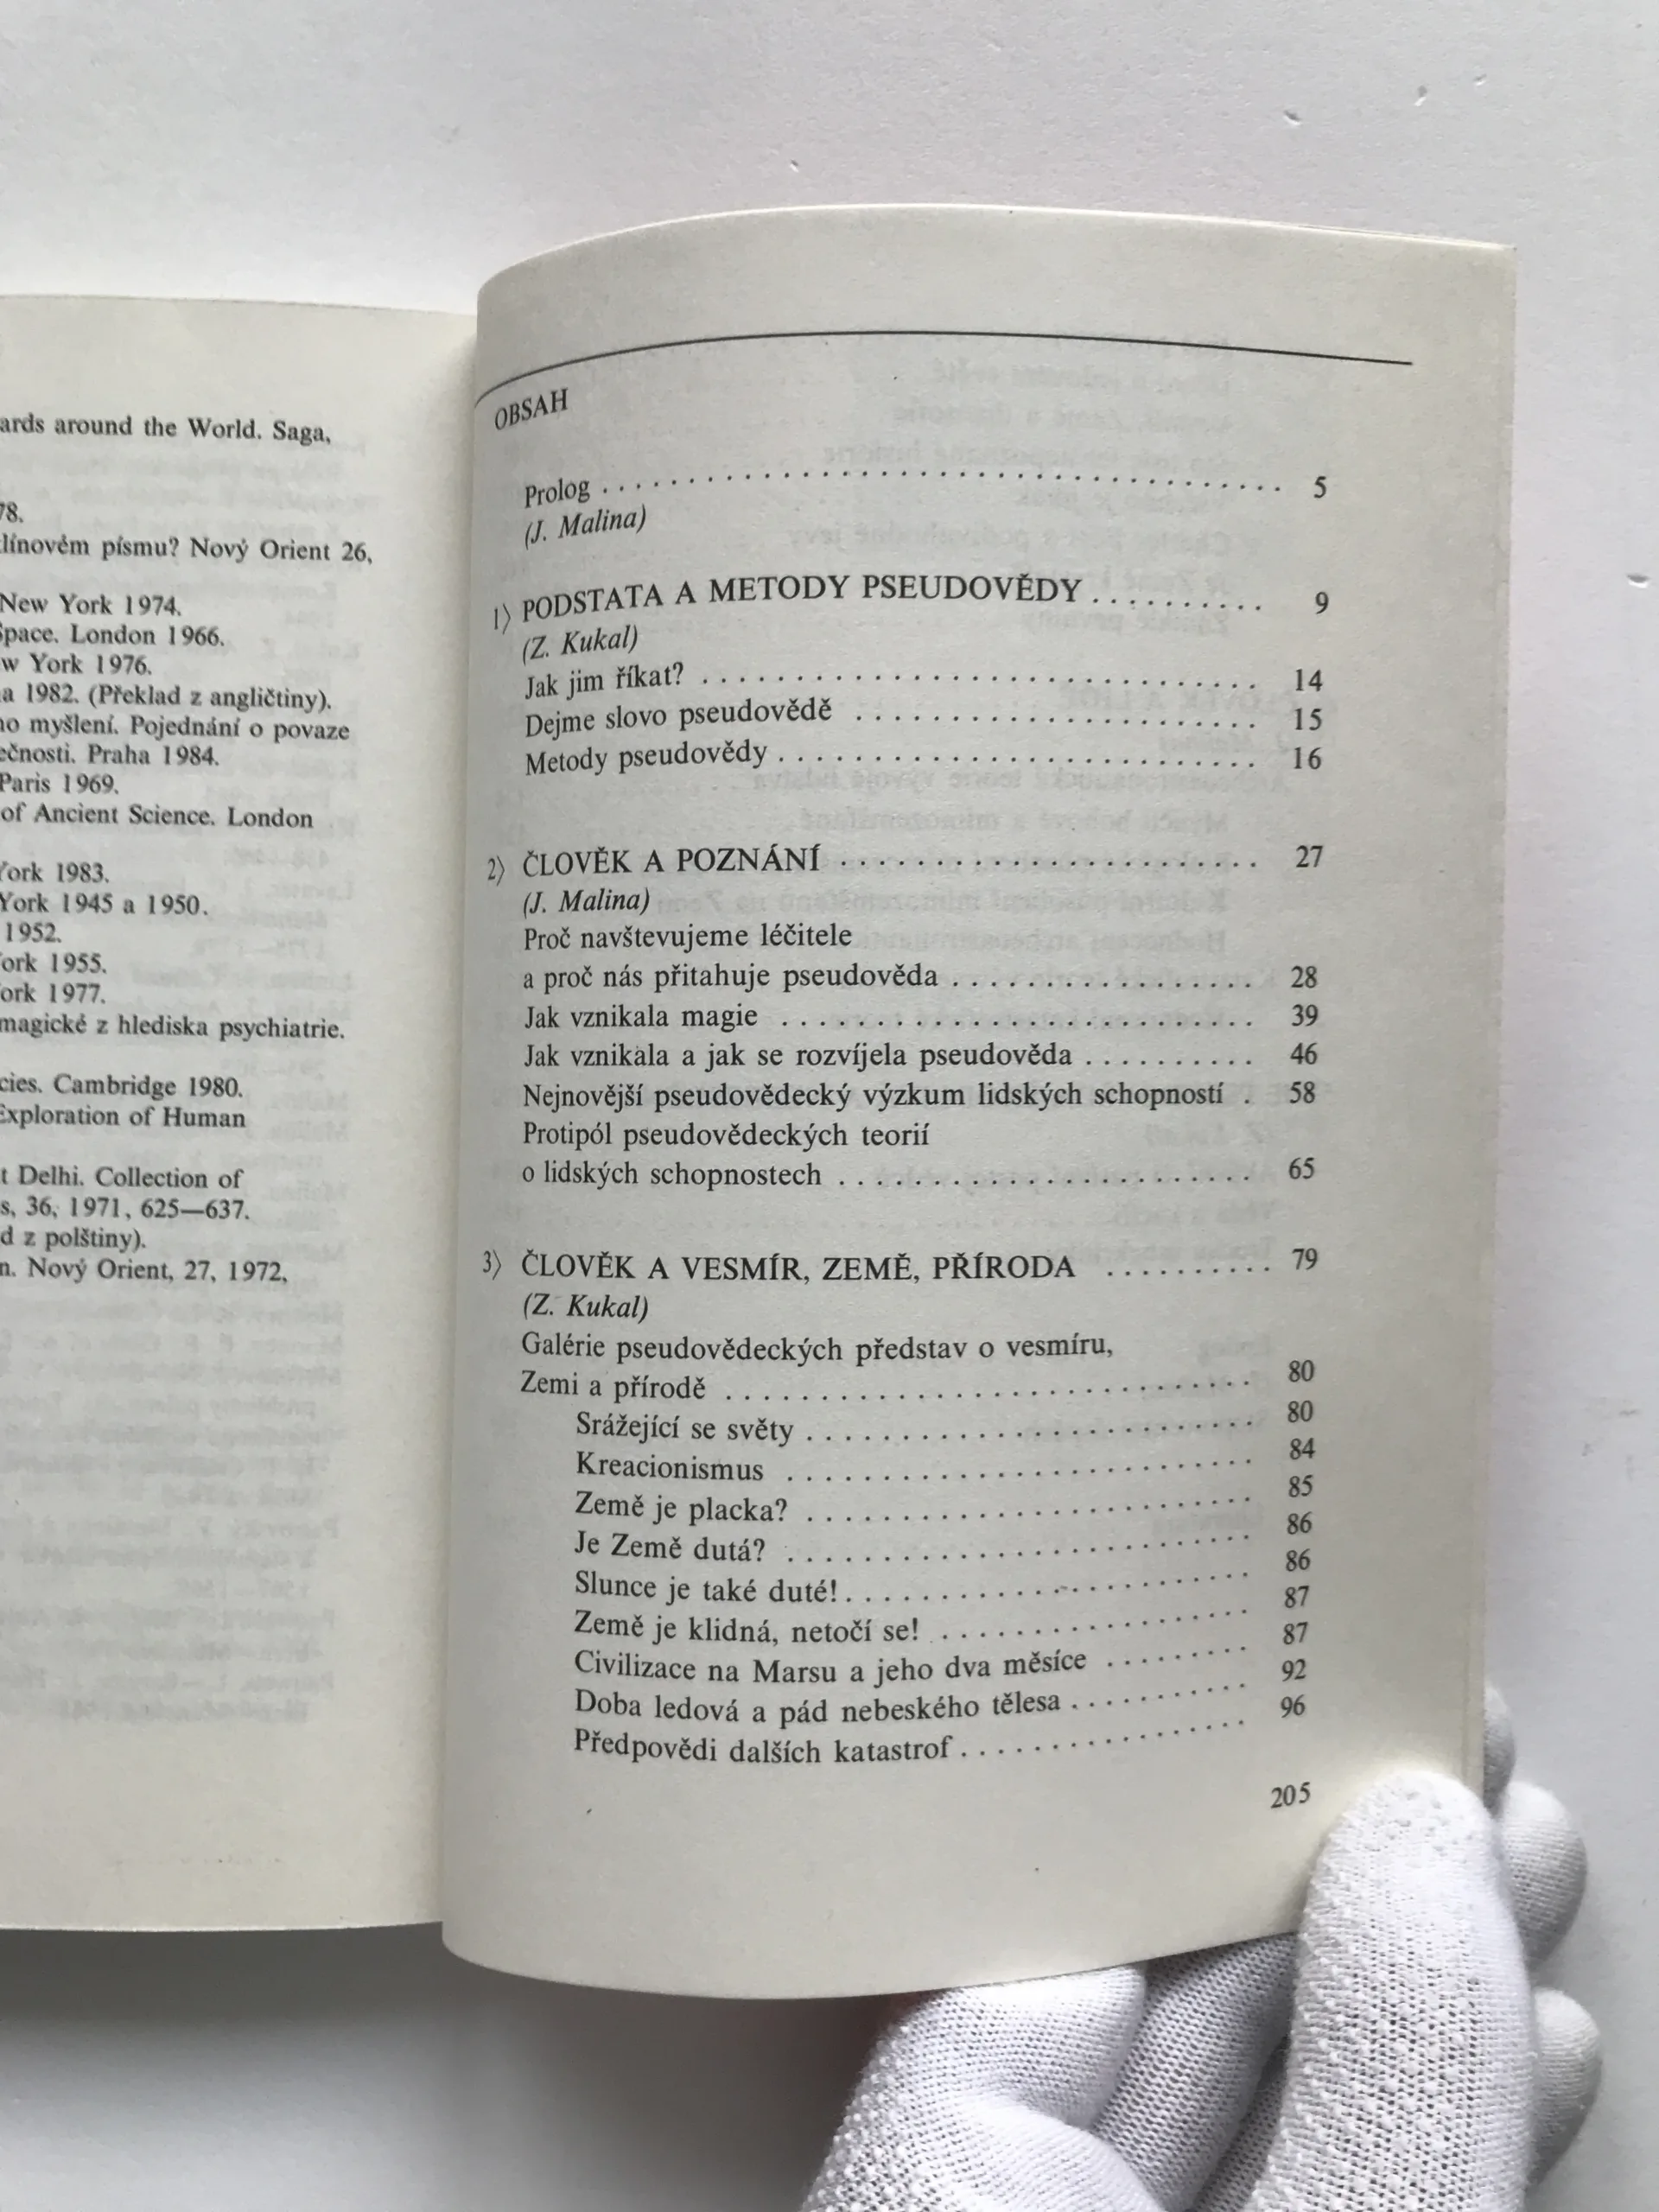 ards around the World. Saga,
78.
línovém písmu? Nový Orient 26,
New York 1974.
Space. London 1966.
w York 1976.
a 1982. (Překlad z angličtiny).
ho myšlení. Pojednání o povaze
ečnosti. Praha 1984.
Paris 1969.
of Ancient Science. London
York 1983.
York 1945 a 1950.
1952.
ork 1955.
ork 1977.
magické z hlediska psychiatrie.
cies. Cambridge 1980.
Exploration of Human
t Delhi. Collection of
s, 36, 1971, 625—637.
d z polštiny).
n. Nový Orient, 27, 1972,
OBSAH
Prolog . . . . . . . . . . 5
(J. Malina)
1) PODSTATA A METODY PSEUDOVĚDY . . . . . . . . . . 9
(Z. Kukal)
Jak jim říkat? . . . . . . . . . . 14
Dejme slovo pseudovědě . . . . . . . . . . 15
Metody pseudovědy . . . . . . . . . . 16
2) ČLOVĚK A POZNÁNÍ . . . . . . . . . . 27
(J. Malina)
Proč navštevujeme léčitele
a proč nás přitahuje pseudověda . . . . . . . . . . 28
Jak vznikala magie . . . . . . . . . . 39
Jak vznikala a jak se rozvíjela pseudověda . . . . . . . . . . 46
Nejnovější pseudovědecký výzkum lidských schopností . 58
Protipól pseudovědeckých teorií
o lidských schopnostech . . . . . . . . . . 65
3) ČLOVĚK A VESMÍR, ZEMĚ, PŘÍRODA . . . . . . . . . . 79
(Z. Kukal)
Galérie pseudovědeckých představ o vesmíru,
Zemi a přírodě . . . . . . . . . . 80
Srážející se světy . . . . . . . . . . 80
Kreacionismus . . . . . . . . . . 84
Země je placka? . . . . . . . . . . 85
Je Země dutá? . . . . . . . . . . 86
Slunce je také duté! . . . . . . . . . . 86
Země je klidná, netočí se! . . . . . . . . . . 87
Civilizace na Marsu a jeho dva měsíce . . . . . . . . . 87
Doba ledová a pád nebeského tělesa . . . . . . . . . . 92
Předpovědi dalších katastrof . . . . . . . . . . 96
205